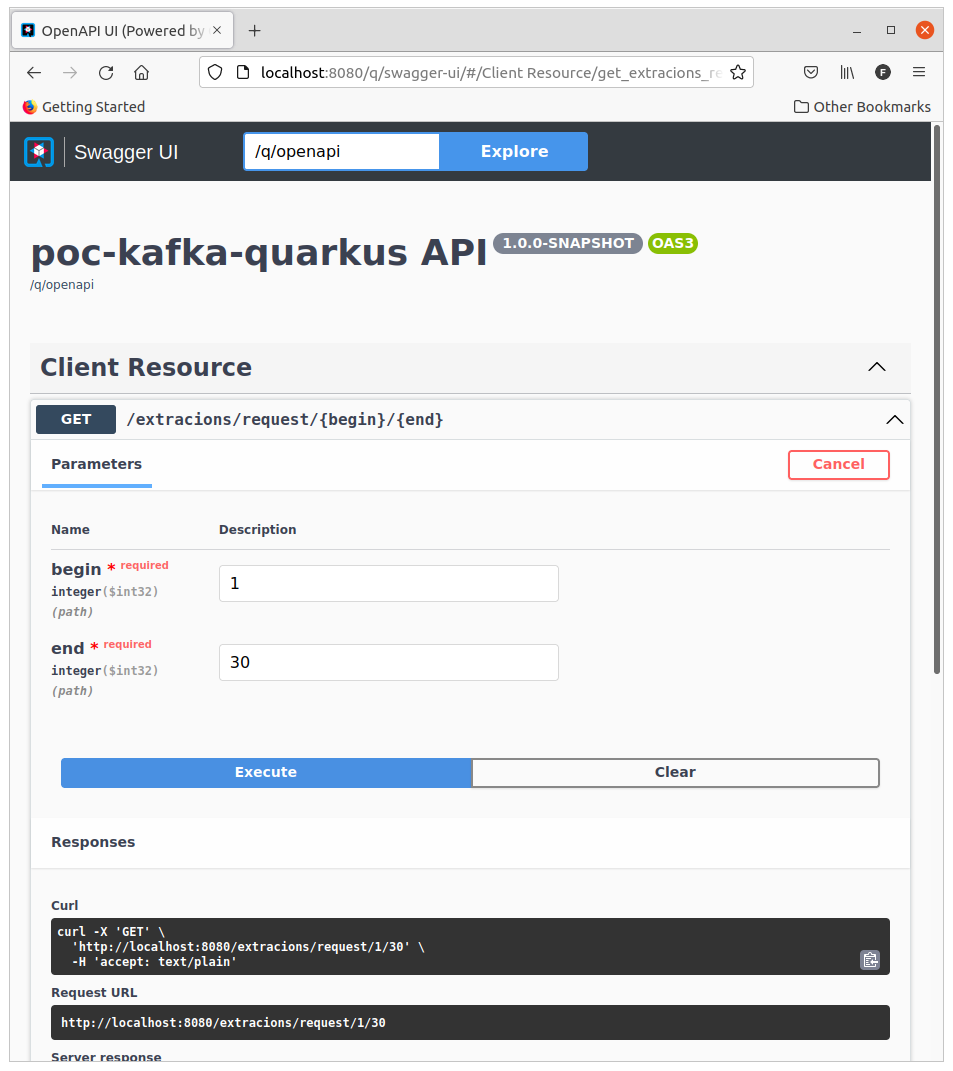 OpenAPI UI (Powered by
localhost:8080/q/swagger-ui/#/Client Resource/get_extracions_re
F
Getting Started
Other Bookmarks
Swagger UI
/q/openapi
Explore
poc-kafka-quarkus API 1.0.0-SNAPSHOT OAS3
/q/openapi
Client Resource
GET /extracions/request/{begin}/{end}
Parameters
Cancel
Name Description
begin * required
integer($int32)
(path)
1
end * required
integer($int32)
(path)
30
Execute
Clear
Responses
Curl
curl -X 'GET' \
'http://localhost:8080/extracions/request/1/30' \
-H 'accept: text/plain'
Request URL
http://localhost:8080/extracions/request/1/30
Server response